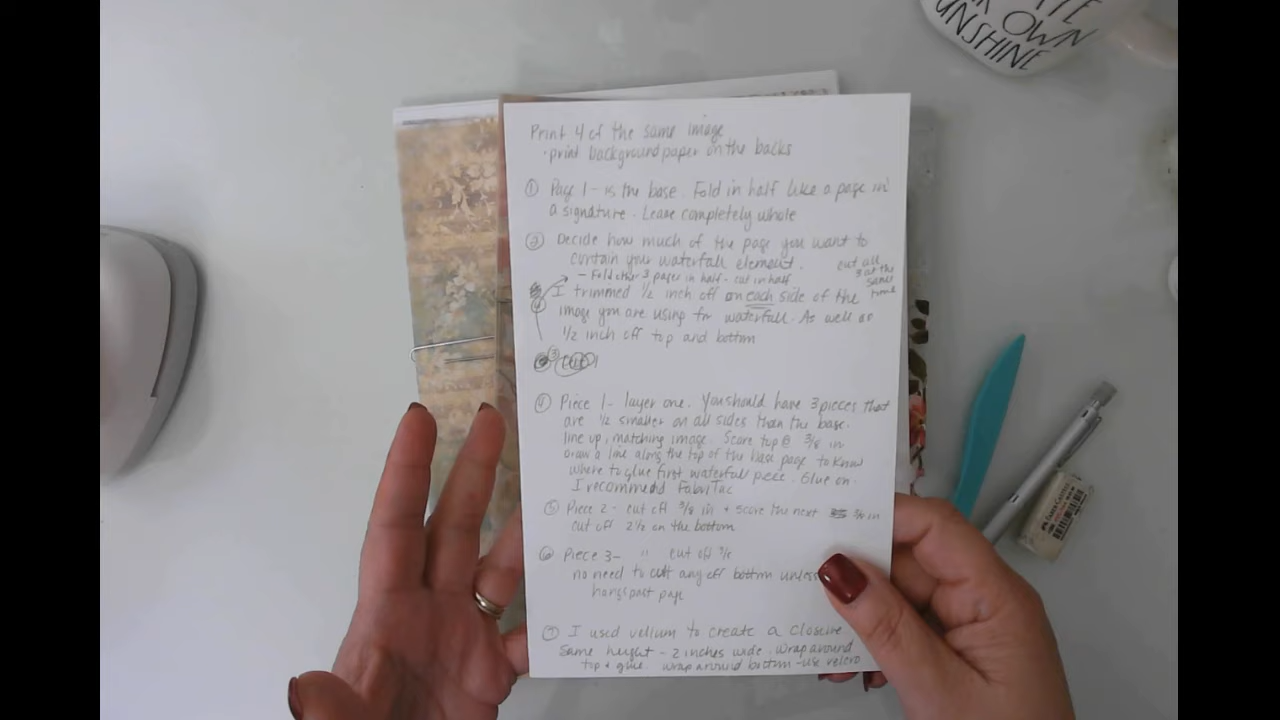 YOUR OWN
SUNSHINE
Print 4 of the same image
· print background paper on the backs
① Page 1 - is the base. Fold in half like a page in
a signature. Leave completely whole
② Decide how much of the page you want to
contain your waterfall element.
- Fold other 3 pages in half - cut in half
cut all
3 at the
same
time
I trimmed 1/2 inch off on each side of the
image you are using for waterfall. As well as
1/2 inch off top and bottom
③
④ Piece 1 - layer one. You should have 3 pieces that
are 1/2 smaller on all sides than the base.
line up, matching image. Score top @ 3/8 in
Draw a line along the top of the base page to know
where to glue first waterfall piece. Glue on.
I recommend FabriTac
⑤ Piece 2 - cut off 3/8 in + score the next 3/8 in
cut off 2 1/2 on the bottom
⑥ Piece 3 - " cut off
no need to cut any off bottom unless
hangs past page
⑦ I used vellum to create a closure
Same height - 2 inches wide. Wrap around
top + glue. wrap around bottom - use velcro
FABER-CASTELL